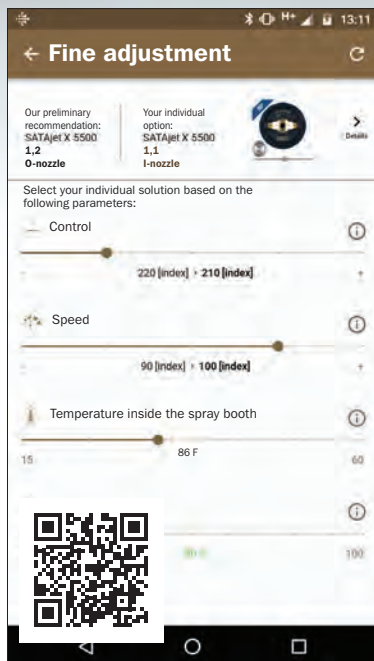 H+ 13:11
Fine adjustment
Our preliminary
recommendation:
SATAjet X 5500
1,2
O-nozzle
Your individual
option:
SATAjet X 5500
1,1
I-nozzle
Details
Select your individual solution based on the
following parameters:
Control
220 [index] › 210 [index]
- +
Speed
90 [index] › 100 [index]
- +
Temperature inside the spray booth
86 F
15 60
100